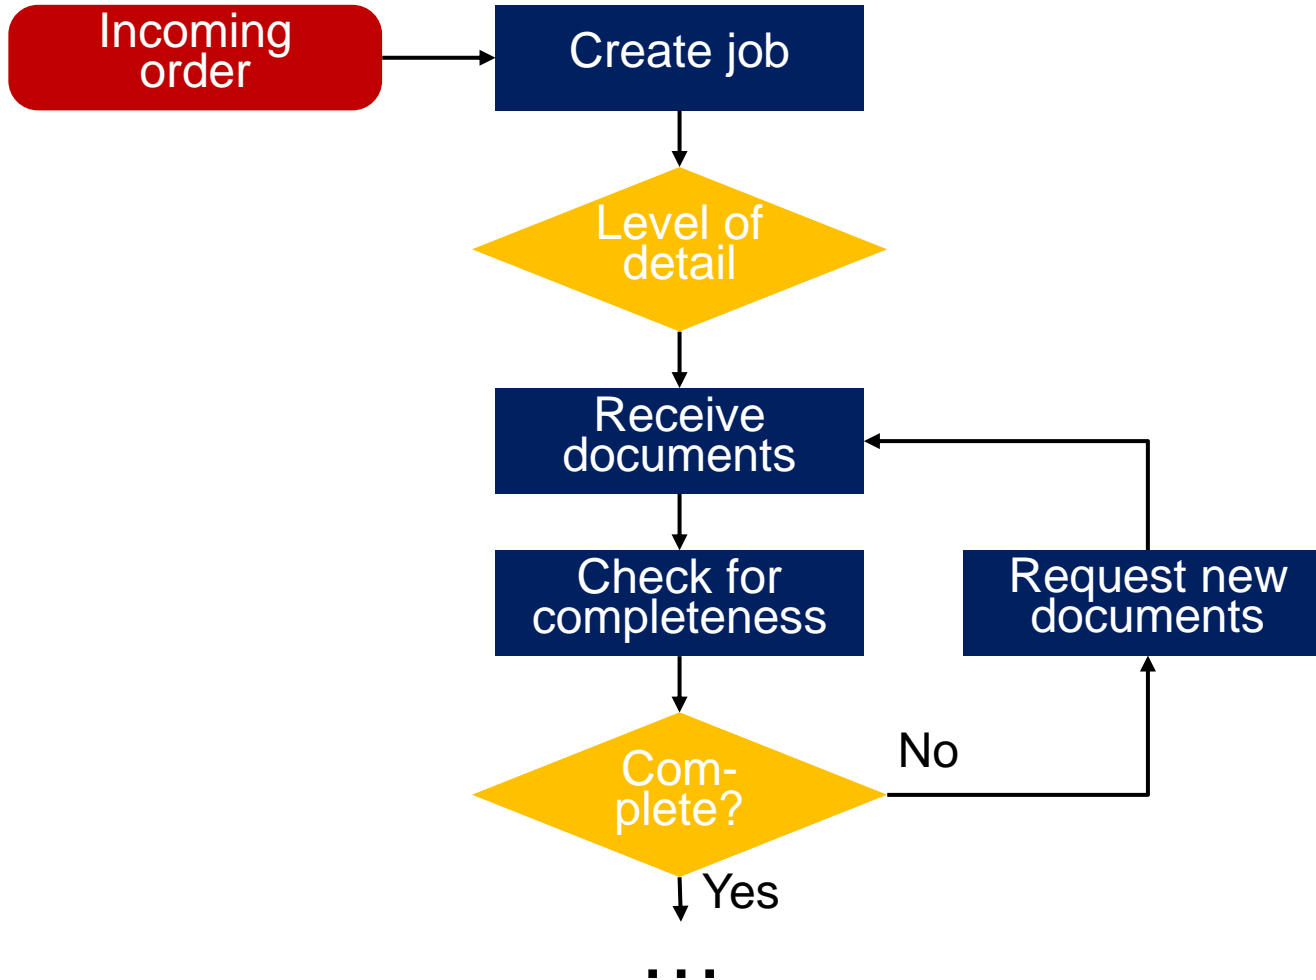 Incoming
order
Create job
Level of
detail
Receive
documents
Check for
completeness
Request new
documents
Com-
plete?
No
Yes
...